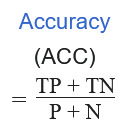 Accuracy
(ACC)
= TP + TN
P + N